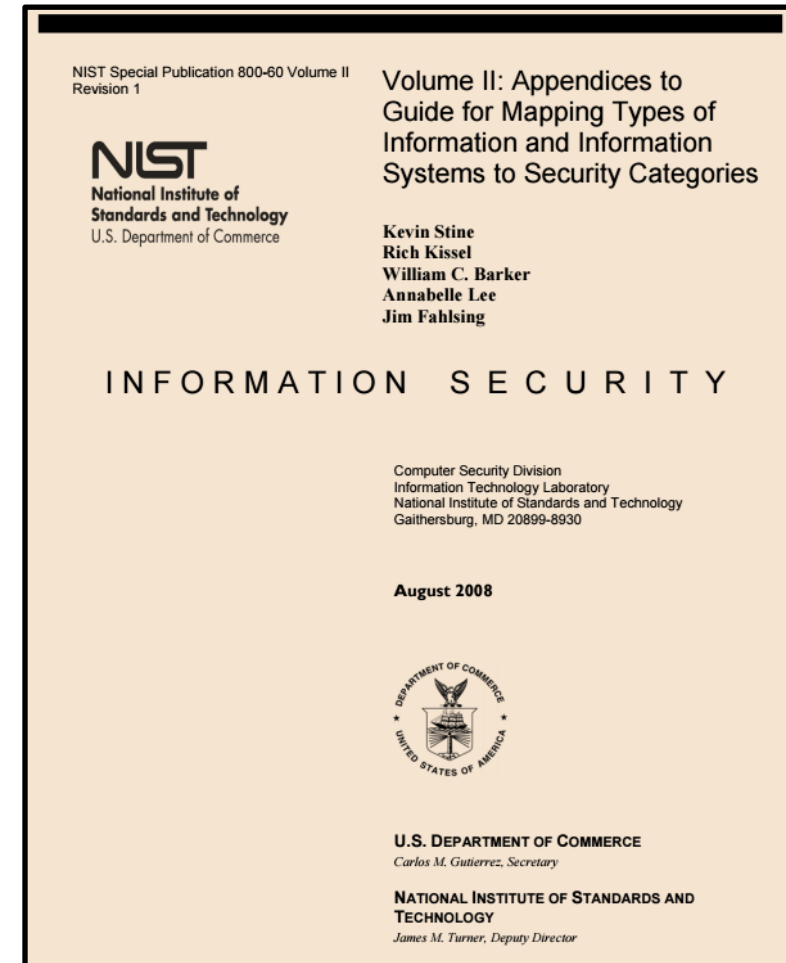 NIST Special Publication 800-60 Volume II
Revision 1
NIST
National Institute of
Standards and Technology
U.S. Department of Commerce
Volume II: Appendices to
Guide for Mapping Types of
Information and Information
Systems to Security Categories
Kevin Stine
Rich Kissel
William C. Barker
Annabelle Lee
Jim Fahlsing
INFORMATION SECURITY
Computer Security Division
Information Technology Laboratory
National Institute of Standards and Technology
Gaithersburg, MD 20899-8930
August 2008
DEPARTMENT OF COMMERCE
UNITED STATES OF AMERICA
U.S. DEPARTMENT OF COMMERCE
Carlos M. Gutierrez, Secretary
NATIONAL INSTITUTE OF STANDARDS AND
TECHNOLOGY
James M. Turner, Deputy Director